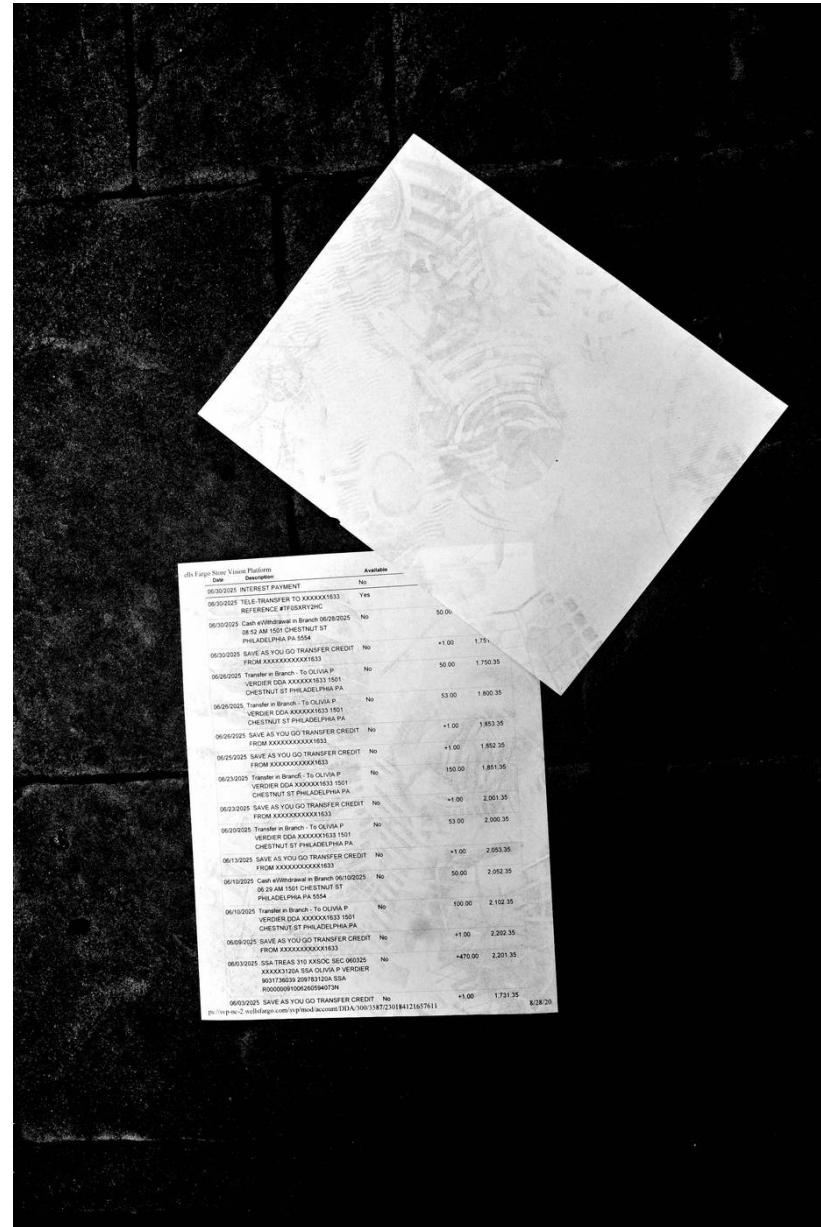 ells Fargo Store Vision Platform
Date Description Available
06/30/2025 INTEREST PAYMENT No
06/30/2025 TELE-TRANSFER TO XXXXXX1633 Yes
REFERENCE #TF0SXRY2HC
06/30/2025 Cash eWithdrawal in Branch 06/28/2025 No 50.00
08:52 AM 1501 CHESTNUT ST
PHILADELPHIA PA 5554
06/30/2025 SAVE AS YOU GO TRANSFER CREDIT No +1.00 1,751
FROM XXXXXXXXXXX1633
06/26/2025 Transfer in Branch - To OLIVIA P No 50.00 1,750.35
VERDIER DDA XXXXXX1633 1501
CHESTNUT ST PHILADELPHIA PA
06/26/2025 Transfer in Branch - To OLIVIA P No 53.00 1,800.35
VERDIER DDA XXXXXX1633 1501
CHESTNUT ST PHILADELPHIA PA
06/26/2025 SAVE AS YOU GO TRANSFER CREDIT No +1.00 1,853.35
FROM XXXXXXXXXXX1633
06/25/2025 SAVE AS YOU GO TRANSFER CREDIT No +1.00 1,852.35
FROM XXXXXXXXXXX1633
06/23/2025 Transfer in Branch - To OLIVIA P No 150.00 1,851.35
VERDIER DDA XXXXXX1633 1501
CHESTNUT ST PHILADELPHIA PA
06/23/2025 SAVE AS YOU GO TRANSFER CREDIT No +1.00 2,001.35
FROM XXXXXXXXXXX1633
06/20/2025 Transfer in Branch - To OLIVIA P No 53.00 2,000.35
VERDIER DDA XXXXXX1633 1501
CHESTNUT ST PHILADELPHIA PA
06/13/2025 SAVE AS YOU GO TRANSFER CREDIT No +1.00 2,053.35
FROM XXXXXXXXXXX1633
06/10/2025 Cash eWithdrawal in Branch 06/10/2025 No 50.00 2,052.35
06:29 AM 1501 CHESTNUT ST
PHILADELPHIA PA 5554
06/10/2025 Transfer in Branch - To OLIVIA P No 100.00 2,102.35
VERDIER DDA XXXXXX1633 1501
CHESTNUT ST PHILADELPHIA PA
06/09/2025 SAVE AS YOU GO TRANSFER CREDIT No +1.00 2,202.35
FROM XXXXXXXXXXX1633
06/03/2025 SSA TREAS 310 XXSOC SEC 060325 No +470.00 2,201.35
XXXXX3120A SSA OLIVIA P VERDIER
9031736039 209783120A SSA
R00000091006260594073N
06/03/2025 SAVE AS YOU GO TRANSFER CREDIT No +1.00 1,731.35
ps://svp-nc-2.wellsfargo.com/svp/mod/account/DDA/300/3587/230184121657611 8/28/20